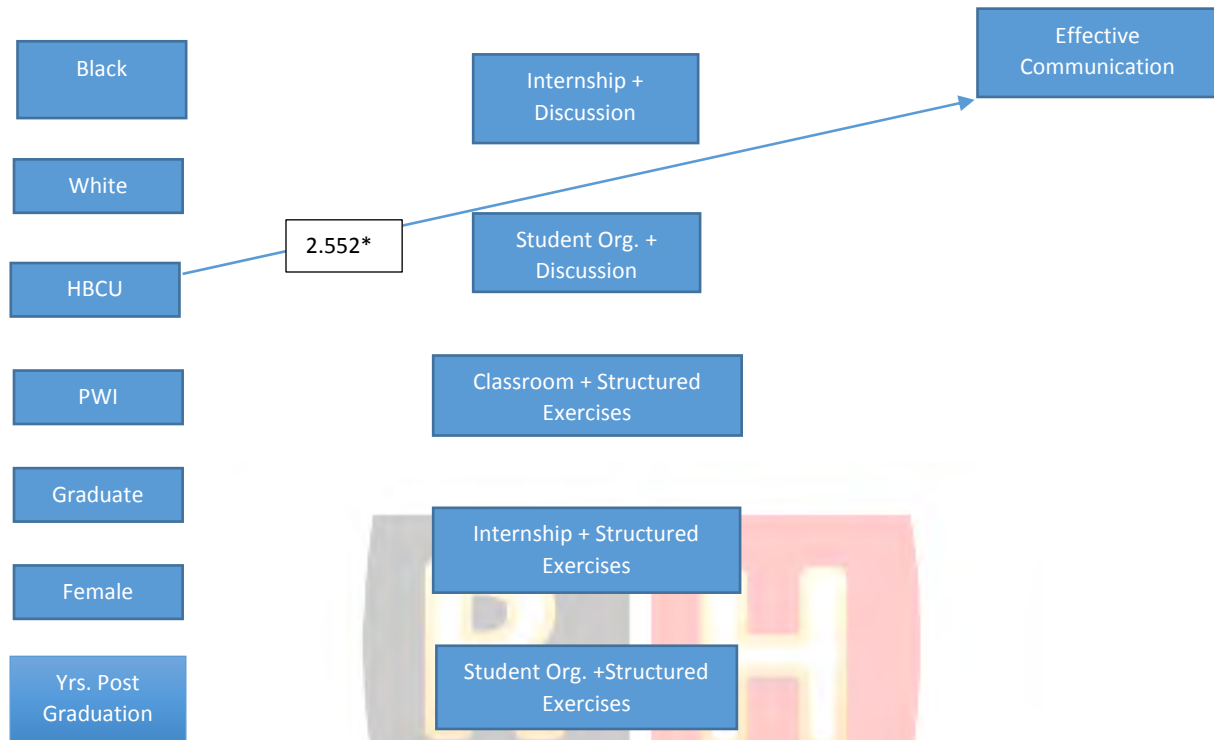 Black
White
HBCU
PWI
Graduate
Female
Yrs. Post
Graduation
2.552*
Internship +
Discussion
Student Org. +
Discussion
Classroom + Structured
Exercises
Internship + Structured
Exercises
Student Org. +Structured
Exercises
Effective
Communication
R H